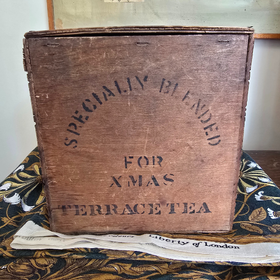 SPECIALLY BLENDED
FOR
XMAS
TERRACE TEA
Liberty of London